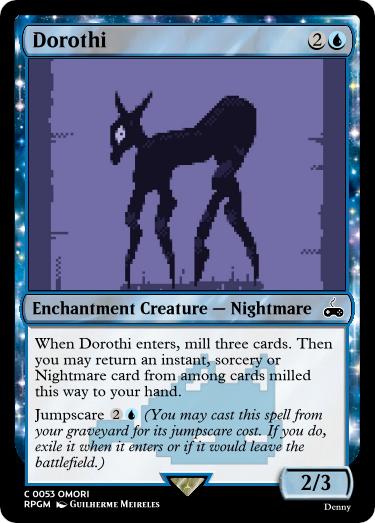 Dorothi 2
Enchantment Creature — Nightmare
When Dorothi enters, mill three cards. Then
you may return an instant, sorcery or
Nightmare card from among cards milled
this way to your hand.
Jumpscare 2 (You may cast this spell from
your graveyard for its jumpscare cost. If you do,
exile it when it enters or if it would leave the
battlefield.)
2/3
C 0053 OMORI
RPGM Guilherme Meireles
Denny